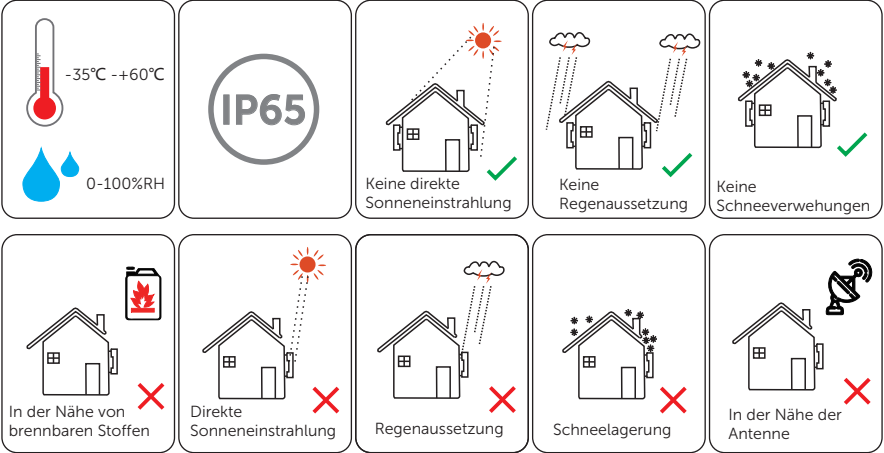 -35℃ -+60℃
0-100%RH
IP65
Keine direkte
Sonneneinstrahlung
Keine
Regenaussetzung
Keine
Schneeverwehungen
In der Nähe von
brennbaren Stoffen
Direkte
Sonneneinstrahlung
Regenaussetzung
Schneelagerung
In der Nähe der
Antenne